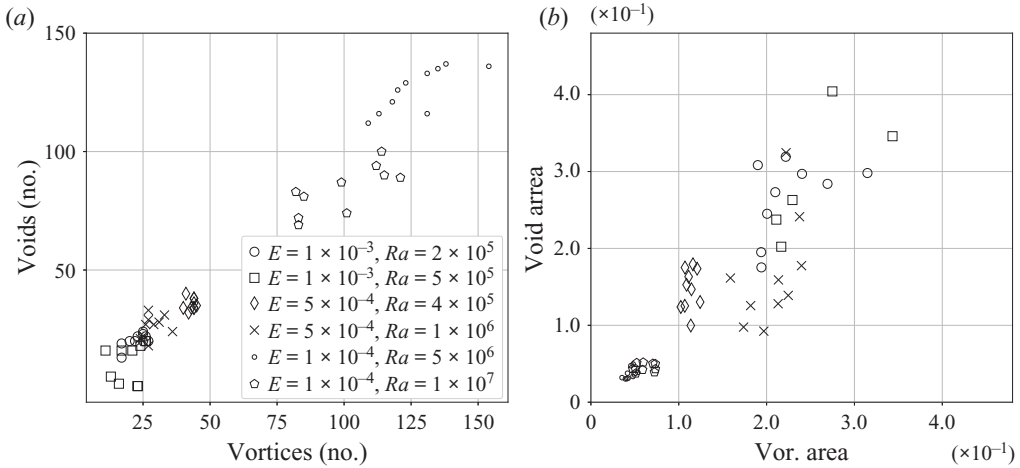 (a)
150
100
50
Voids (no.)
25
50
75
100
125
150
Vortices (no.)
E = 1 × 10⁻³, Ra = 2 × 10⁵
E = 1 × 10⁻³, Ra = 5 × 10⁵
E = 5 × 10⁻⁴, Ra = 4 × 10⁵
E = 5 × 10⁻⁴, Ra = 1 × 10⁶
E = 1 × 10⁻⁴, Ra = 5 × 10⁶
E = 1 × 10⁻⁴, Ra = 1 × 10⁷
(b)
(×10⁻¹)
4.0
3.0
2.0
1.0
0
Void arrea
0
1.0
2.0
3.0
4.0
Vor. area
(×10⁻¹)